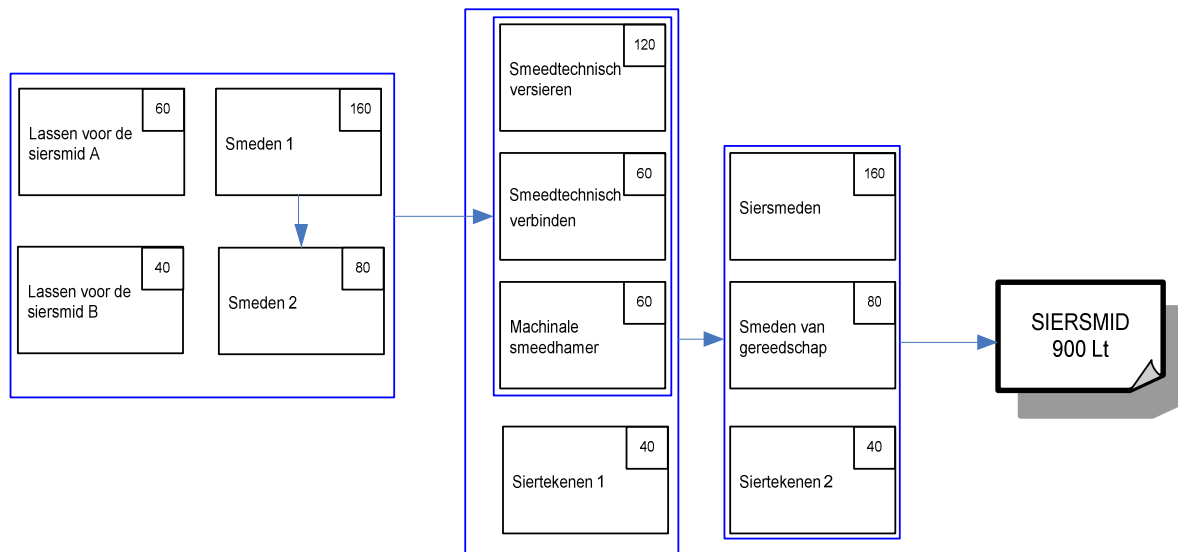 60
Lassen voor de
siersmid A
160
Smeden 1
40
Lassen voor de
siersmid B
80
Smeden 2
120
Smeedtechnisch
versieren
60
Smeedtechnisch
verbinden
60
Machinale
smeedhamer
40
Siertekenen 1
160
Siersmeden
80
Smeden van
gereedschap
40
Siertekenen 2
SIERSMID
900 Lt